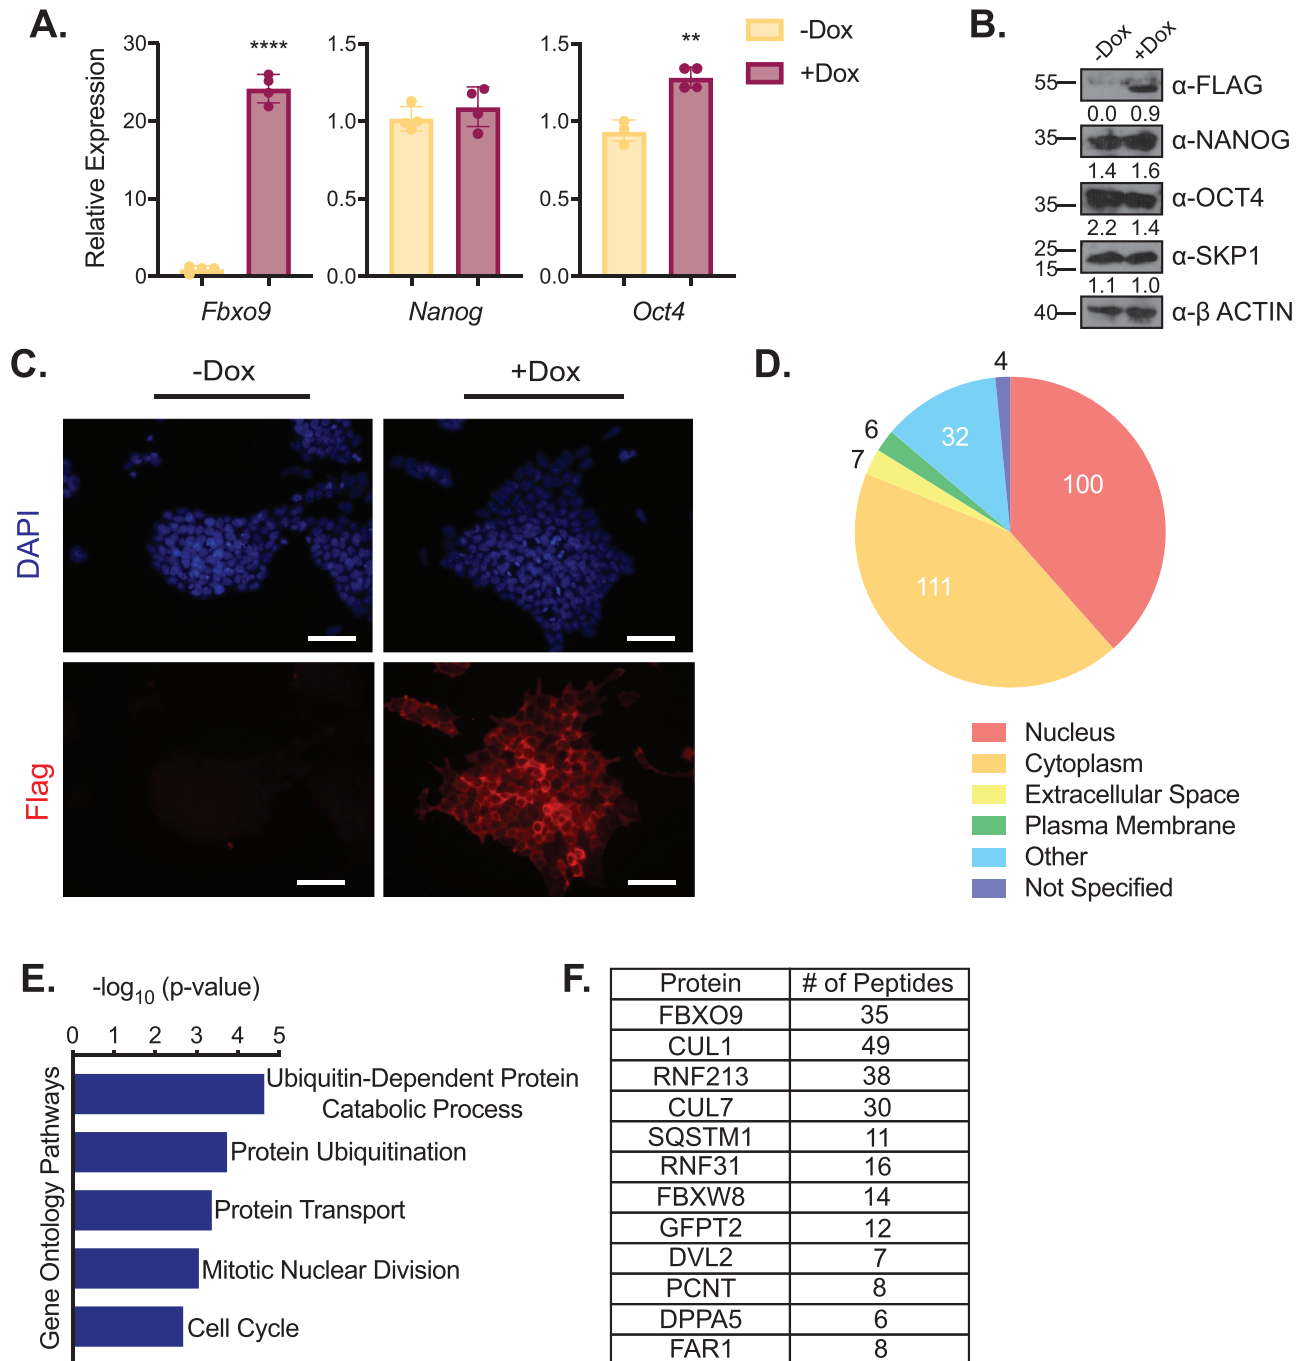 A.
Relative Expression
30
20
10
0
****
Fbxo9
1.5
1.0
0.5
0.0
Nanog
1.5
1.0
0.5
0.0
**
Oct4
-Dox
+Dox
B.
-Dox
+Dox
55
α-FLAG
0.0 0.9
35
α-NANOG
1.4 1.6
35
α-OCT4
2.2 1.4
25
15
α-SKP1
1.1 1.0
40
α-β ACTIN
C.
-Dox
+Dox
DAPI
Flag
D.
4
6
7
32
100
111
Nucleus
Cytoplasm
Extracellular Space
Plasma Membrane
Other
Not Specified
E.
-log10 (p-value)
0 1 2 3 4 5
Gene Ontology Pathways
Ubiquitin-Dependent Protein
Catabolic Process
Protein Ubiquitination
Protein Transport
Mitotic Nuclear Division
Cell Cycle
F.
Protein # of Peptides
FBXO9 35
CUL1 49
RNF213 38
CUL7 30
SQSTM1 11
RNF31 16
FBXW8 14
GFPT2 12
DVL2 7
PCNT 8
DPPA5 6
FAR1 8